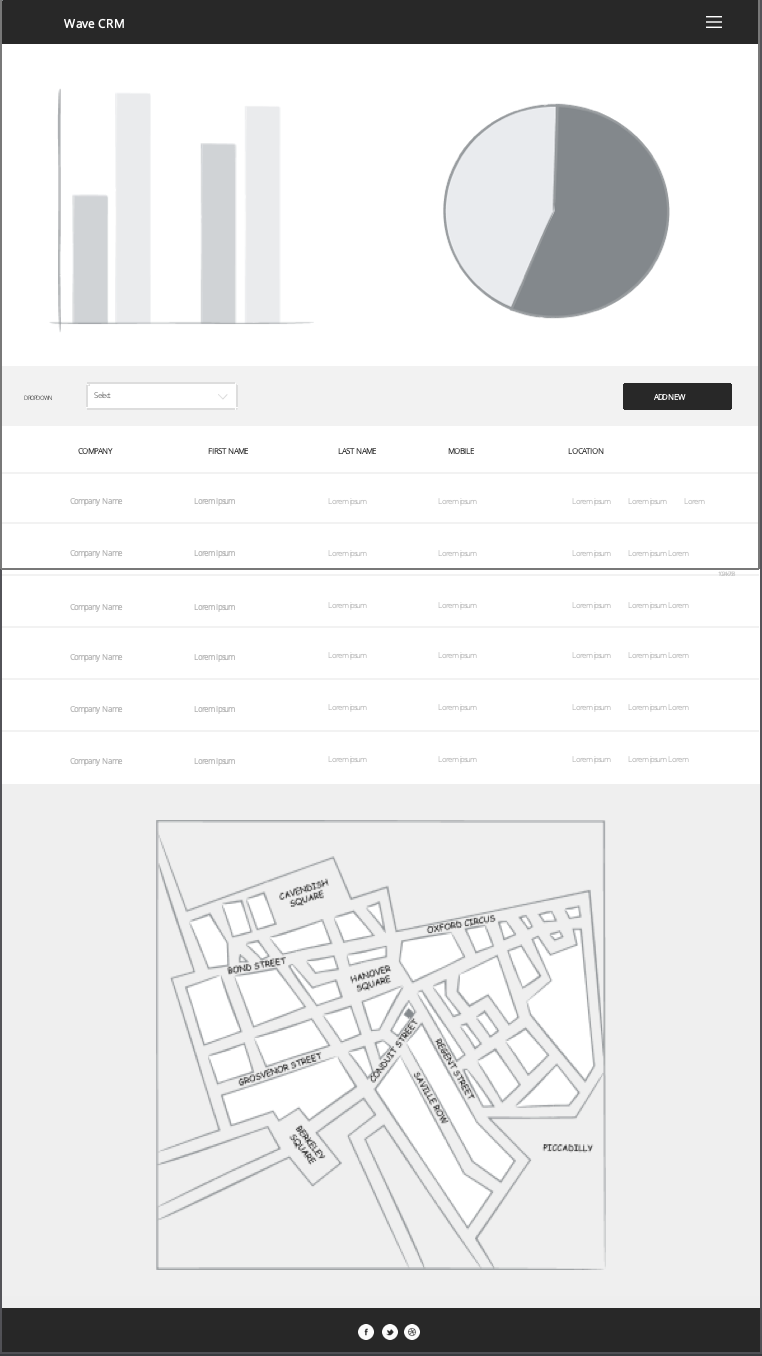 Wave CRM
DROPDOWN
Select
ADD NEW
COMPANY FIRST NAME LAST NAME MOBILE LOCATION
Company Name Lorem ipsum Lorem ipsum Lorem ipsum Lorem ipsum Lorem ipsum Lorem
Company Name Lorem ipsum Lorem ipsum Lorem ipsum Lorem ipsum Lorem ipsum Lorem
Company Name Lorem ipsum Lorem ipsum Lorem ipsum Lorem ipsum Lorem ipsum Lorem
Company Name Lorem ipsum Lorem ipsum Lorem ipsum Lorem ipsum Lorem ipsum Lorem
Company Name Lorem ipsum Lorem ipsum Lorem ipsum Lorem ipsum Lorem ipsum Lorem
Company Name Lorem ipsum Lorem ipsum Lorem ipsum Lorem ipsum Lorem ipsum Lorem
CAVENDISH
SQUARE
OXFORD CIRCUS
BOND STREET
HANOVER
SQUARE
CONDUIT STREET
REGENT STREET
GROSVENOR STREET
SAVILLE ROW
BERKELEY
SQUARE
PICCADILLY